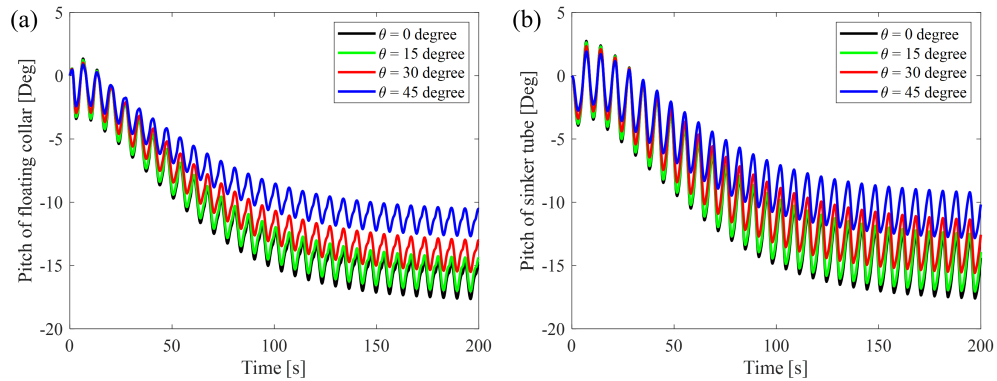 (a)
Pitch of floating collar [Deg]
5
0
-5
-10
-15
-20
0
50
100
150
200
Time [s]
θ = 0 degree
θ = 15 degree
θ = 30 degree
θ = 45 degree
(b)
Pitch of sinker tube [Deg]
5
0
-5
-10
-15
-20
0
50
100
150
200
Time [s]
θ = 0 degree
θ = 15 degree
θ = 30 degree
θ = 45 degree